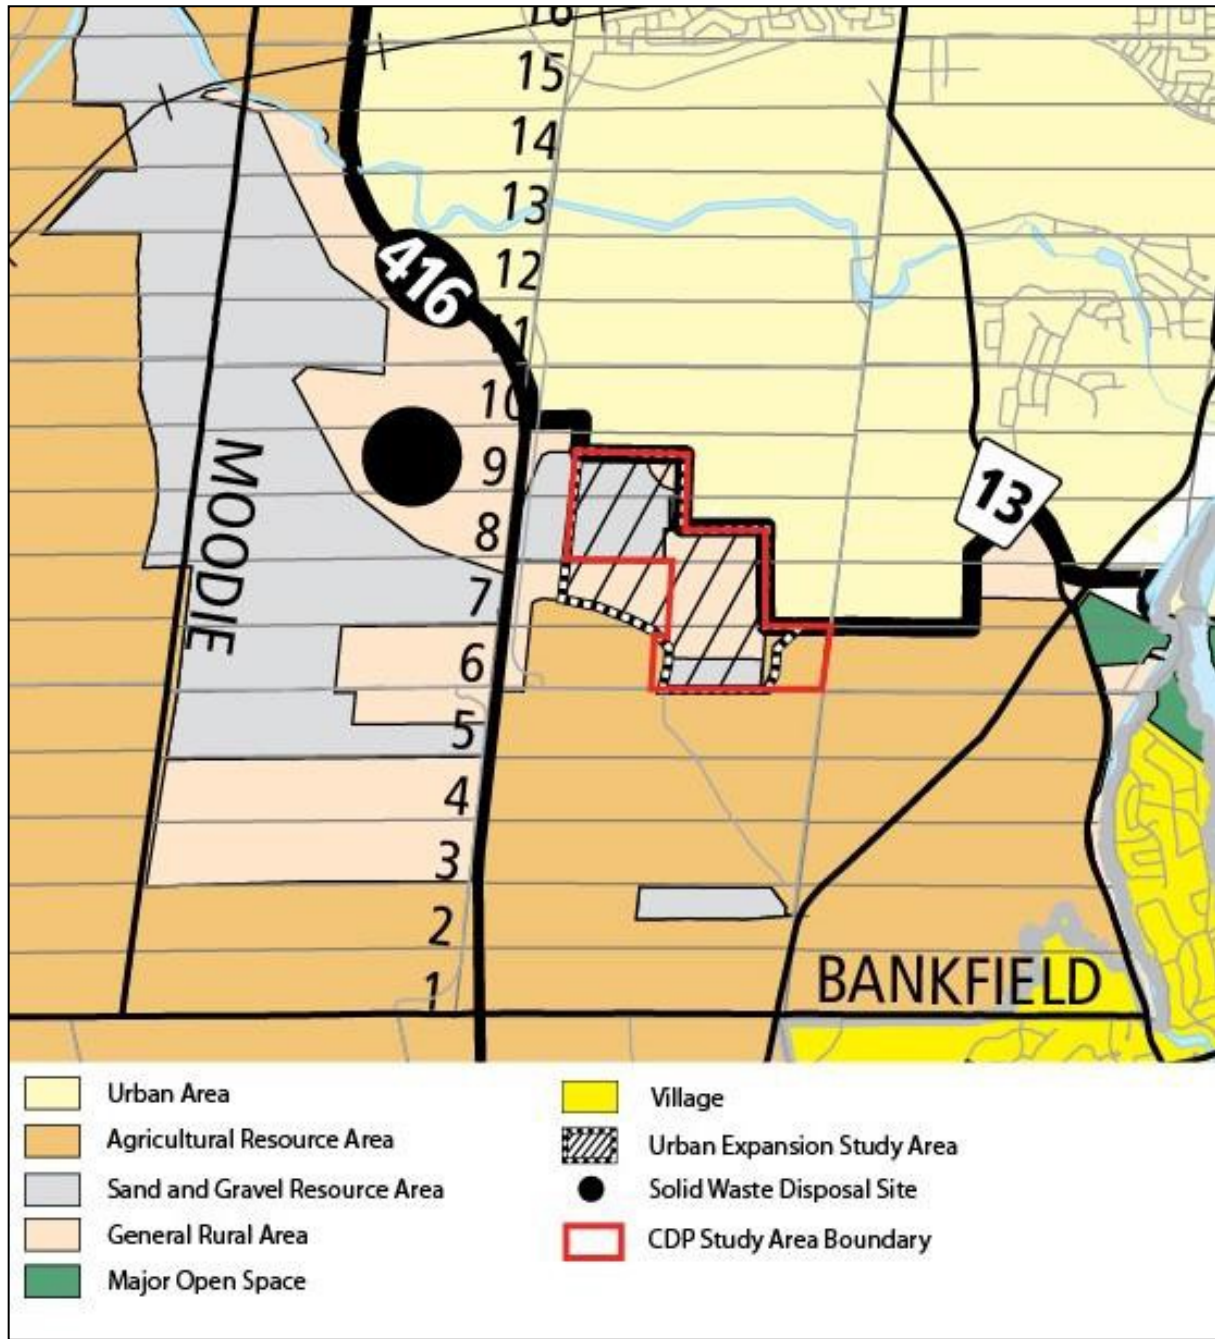 16
15
14
13
12
416
11
10
9
13
8
MOODIE
7
6
5
4
3
2
BANKFIELD
1
Urban Area
Agricultural Resource Area
Sand and Gravel Resource Area
General Rural Area
Major Open Space
Village
Urban Expansion Study Area
Solid Waste Disposal Site
CDP Study Area Boundary